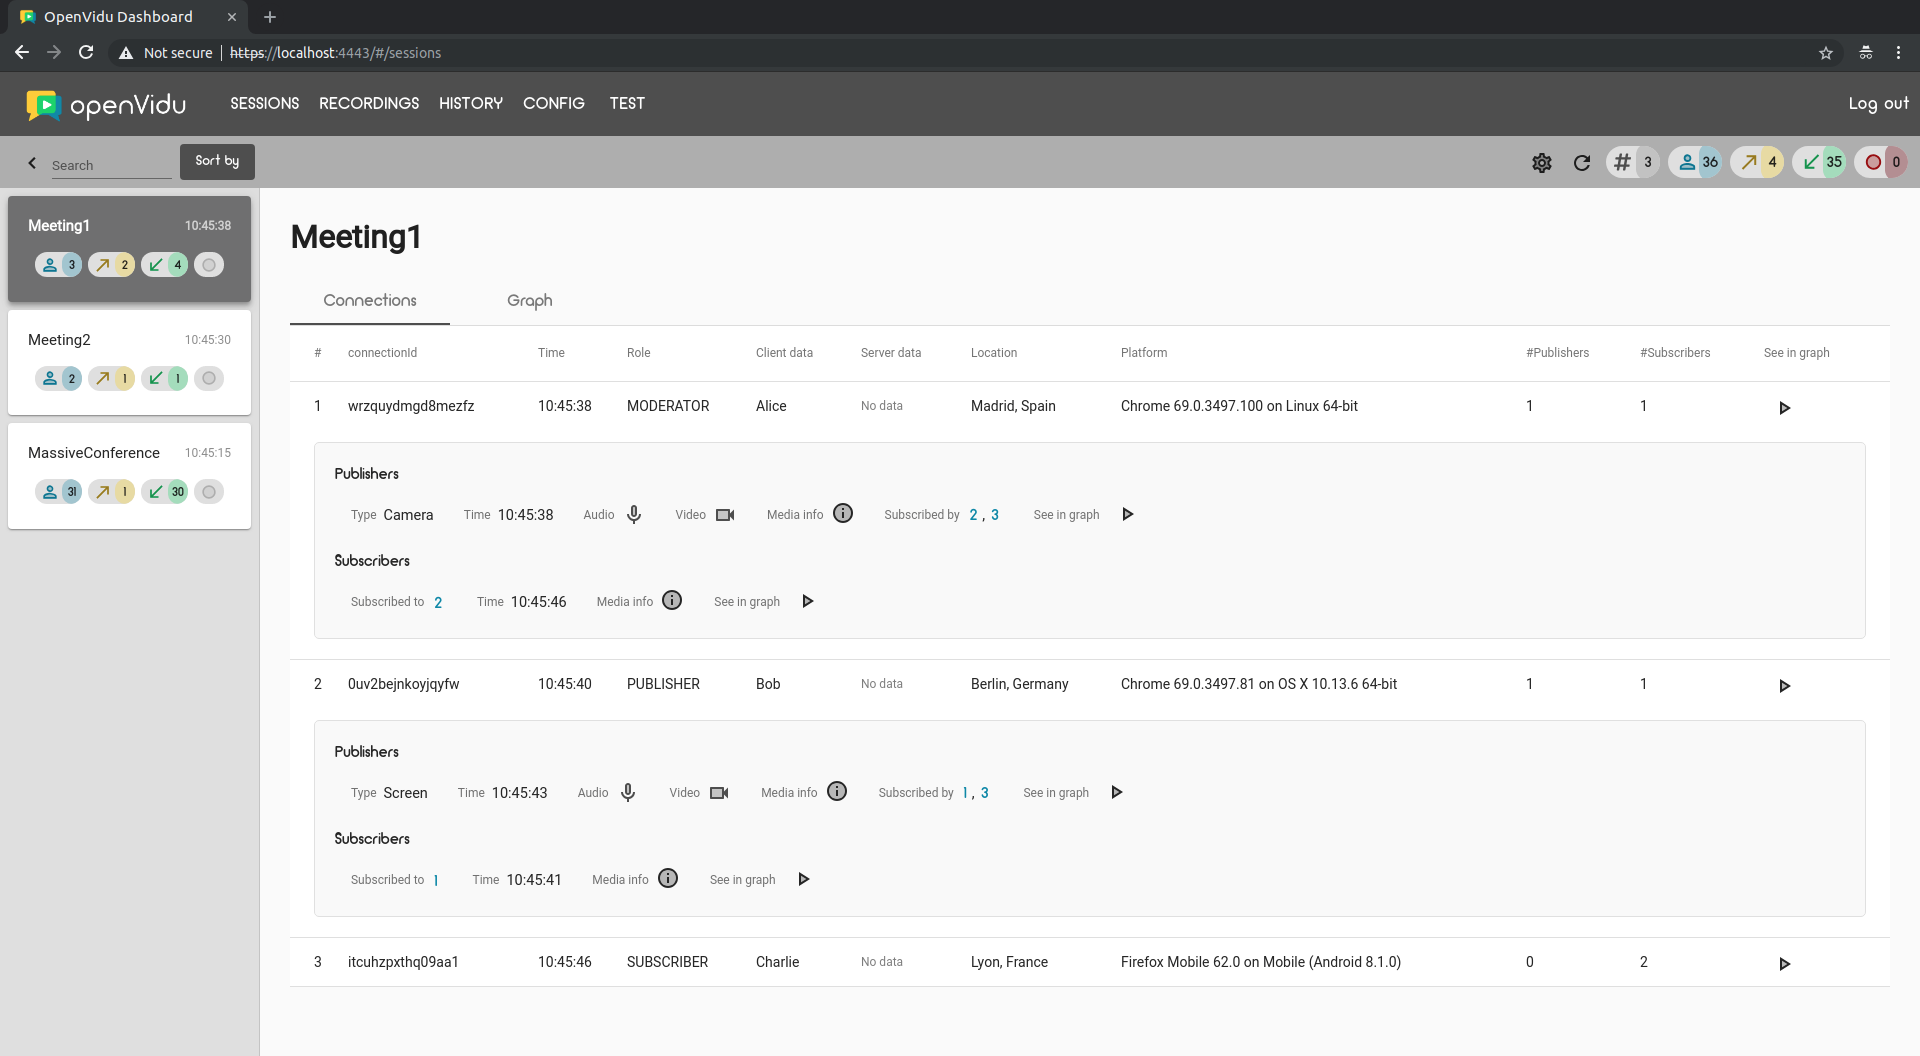 OpenVidu Dashboard
Not secure | https://localhost:4443/#/sessions
openVidu SESSIONS RECORDINGS HISTORY CONFIG TEST Log out
Search Sort by # 3 36 4 35 0
Meeting1 10:45:38
3 2 4
Meeting2 10:45:30
2 1 1
MassiveConference 10:45:15
31 1 30
Meeting1
Connections Graph
# connectionId Time Role Client data Server data Location Platform #Publishers #Subscribers See in graph
1 wrzquydmgd8mezfz 10:45:38 MODERATOR Alice No data Madrid, Spain Chrome 69.0.3497.100 on Linux 64-bit 1 1
Publishers
Type Camera Time 10:45:38 Audio Video Media info Subscribed by 2 , 3 See in graph
Subscribers
Subscribed to 2 Time 10:45:46 Media info See in graph
2 0uv2bejnkoyjqyfw 10:45:40 PUBLISHER Bob No data Berlin, Germany Chrome 69.0.3497.81 on OS X 10.13.6 64-bit 1 1
Publishers
Type Screen Time 10:45:43 Audio Video Media info Subscribed by 1 , 3 See in graph
Subscribers
Subscribed to 1 Time 10:45:41 Media info See in graph
3 itcuhzpxthq09aa1 10:45:46 SUBSCRIBER Charlie No data Lyon, France Firefox Mobile 62.0 on Mobile (Android 8.1.0) 0 2